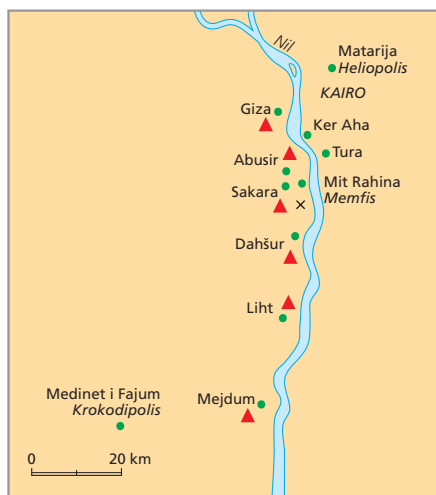 Nil
Matarija
Heliopolis
KAIRO
Giza
Ker Aha
Abusir
Tura
Sakara
Mit Rahina
Memfis
Dahšur
Liht
Medinet i Fajum
Krokodipolis
Mejdum
0 20 km